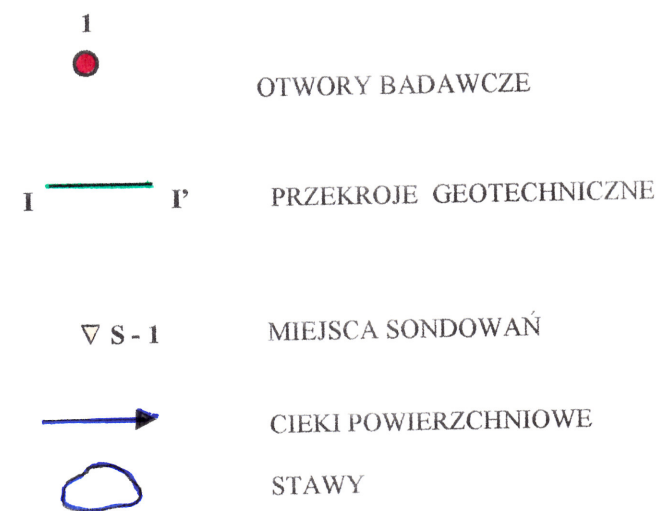 1
OTWORY BADAWCZE
I I’ PRZEKROJE GEOTECHNICZNE
S - 1 MIEJSCA SONDOWAŃ
CIEKI POWIERZCHNIOWE
STAWY